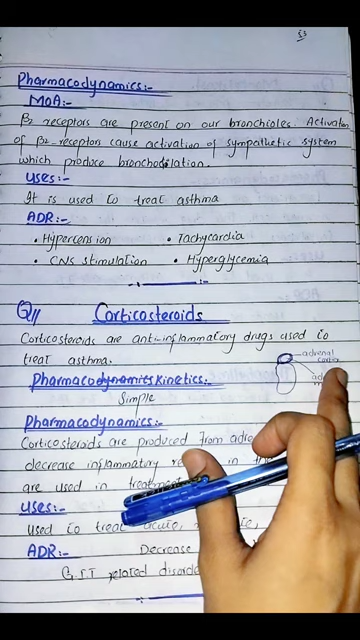 53
Pharmacodynamics:-
MOA:-
β2 receptors are present on our bronchioles. Activation
of β2-receptors cause activation of sympathetic system
which produce bronchodilation.
Uses:-
It is used to treat asthma
ADR:-
• Hypertension • Tachycardia
• CNS stimulation • Hyperglycemia
Q// Corticosteroids
Corticosteroids are anti-inflammatory drugs used to
treat asthma.
adrenal
cortex
Pharmacodynamics kinetics:-
Simple
Pharmacodynamics:-
Corticosteroids are produced from
decrease inflammatory in
are used in
Uses:-
Used to treat acute,
ADR:- Decrease
G.I.T related